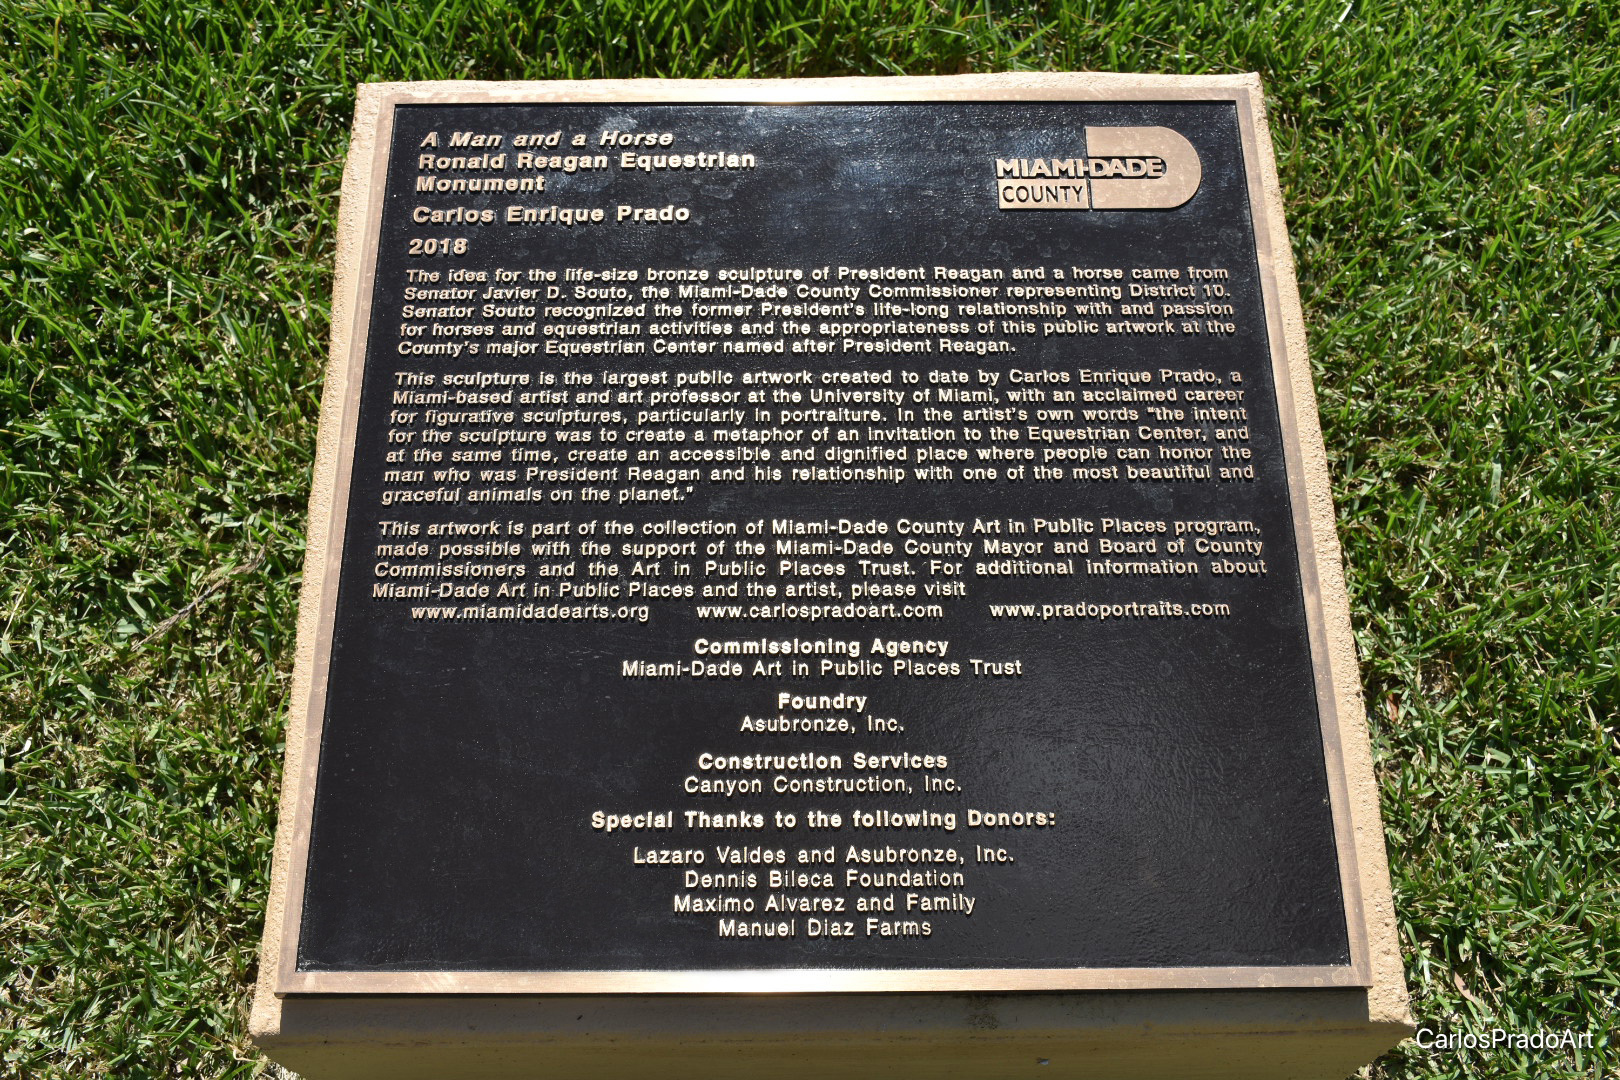 A Man and a Horse
Ronald Reagan Equestrian
Monument
Carlos Enrique Prado
2018
MIAMI-DADE
COUNTY
The idea for the life-size bronze sculpture of President Reagan and a horse came from
Senator Javier D. Souto, the Miami-Dade County Commissioner representing District 10.
Senator Souto recognized the former President's life-long relationship with and passion
for horses and equestrian activities and the appropriateness of this public artwork at the
County's major Equestrian Center named after President Reagan.
This sculpture is the largest public artwork created to date by Carlos Enrique Prado, a
Miami-based artist and art professor at the University of Miami, with an acclaimed career
for figurative sculptures, particularly in portraiture. In the artist's own words "the intent
for the sculpture was to create a metaphor of an invitation to the Equestrian Center, and
at the same time, create an accessible and dignified place where people can honor the
man who was President Reagan and his relationship with one of the most beautiful and
graceful animals on the planet."
This artwork is part of the collection of Miami-Dade County Art in Public Places program,
made possible with the support of the Miami-Dade County Mayor and Board of County
Commissioners and the Art in Public Places Trust. For additional information about
Miami-Dade Art in Public Places and the artist, please visit
www.miamidadearts.org www.carlospradoart.com www.pradoportraits.com
Commissioning Agency
Miami-Dade Art in Public Places Trust
Foundry
Asubronze, Inc.
Construction Services
Canyon Construction, Inc.
Special Thanks to the following Donors:
Lazaro Valdes and Asubronze, Inc.
Dennis Bileca Foundation
Maximo Alvarez and Family
Manuel Diaz Farms
CarlosPradoArt